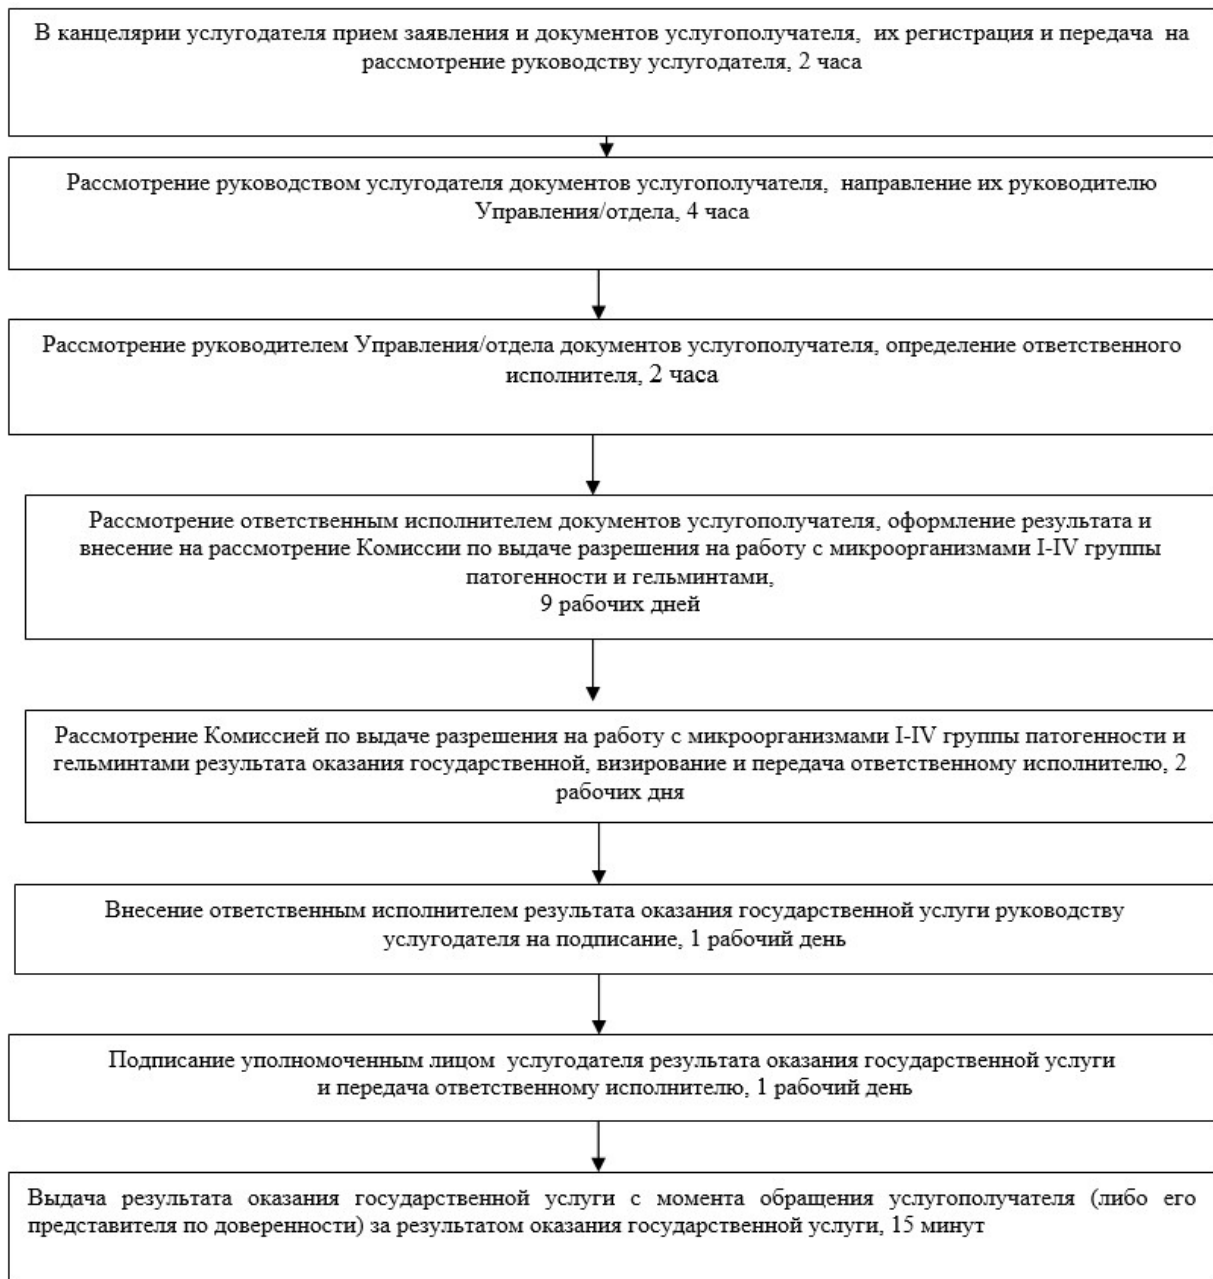 В канцелярии услугодателя прием заявления и документов услугополучателя, их регистрация и передача на
рассмотрение руководству услугодателя, 2 часа
Рассмотрение руководством услугодателя документов услугополучателя, направление их руководителю
Управления/отдела, 4 часа
Рассмотрение руководителем Управления/отдела документов услугополучателя, определение ответственного
исполнителя, 2 часа
Рассмотрение ответственным исполнителем документов услугополучателя, оформление результата и
внесение на рассмотрение Комиссии по выдаче разрешения на работу с микроорганизмами I-IV группы
патогенности и гельминтами,
9 рабочих дней
Рассмотрение Комиссией по выдаче разрешения на работу с микроорганизмами I-IV группы патогенности и
гельминтами результата оказания государственной, визирование и передача ответственному исполнителю, 2
рабочих дня
Внесение ответственным исполнителем результата оказания государственной услуги руководству
услугодателя на подписание, 1 рабочий день
Подписание уполномоченным лицом услугодателя результата оказания государственной услуги
и передача ответственному исполнителю, 1 рабочий день
Выдача результата оказания государственной услуги с момента обращения услугополучателя (либо его
представителя по доверенности) за результатом оказания государственной услуги, 15 минут